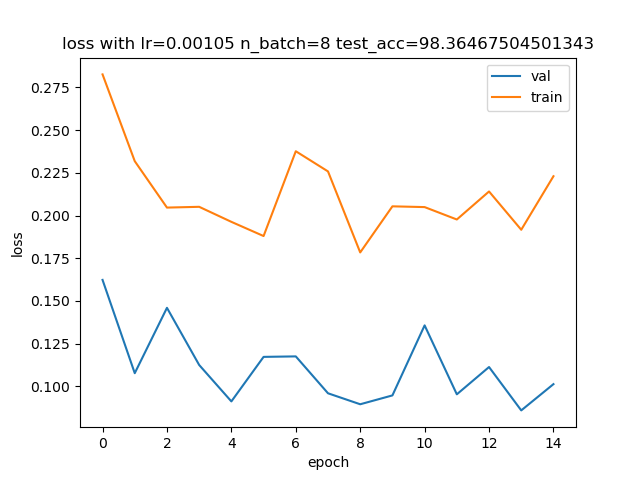 loss with lr=0.00105 n_batch=8 test_acc=98.36467504501343
val
train
0.275
0.250
0.225
0.200
0.175
0.150
0.125
0.100
loss
0 2 4 6 8 10 12 14
epoch